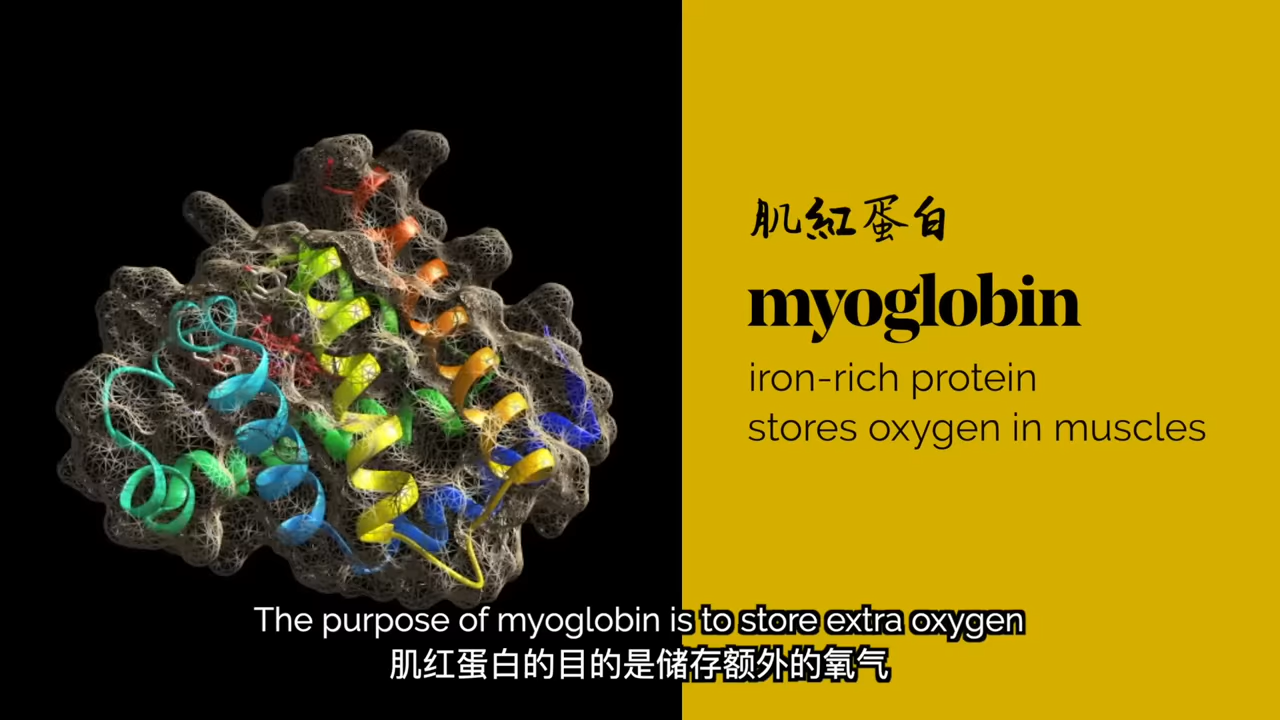 肌紅蛋白
myoglobin
iron-rich protein
stores oxygen in muscles
The purpose of myoglobin is to store extra oxygen
肌红蛋白的目的是储存额外的氧气